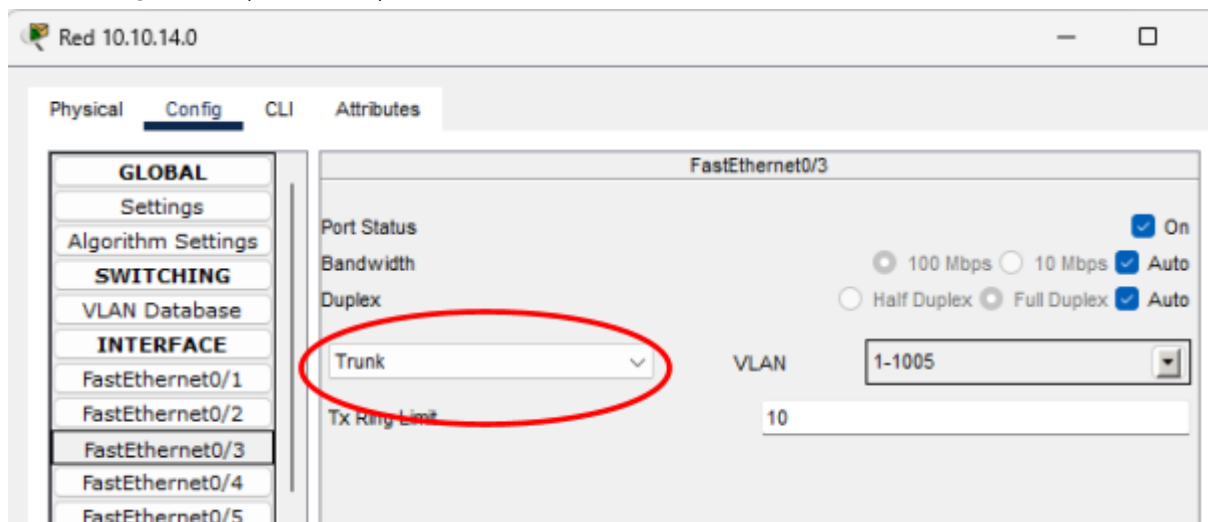 Red 10.10.14.0
Physical Config CLI Attributes
GLOBAL
Settings
Algorithm Settings
SWITCHING
VLAN Database
INTERFACE
FastEthernet0/1
FastEthernet0/2
FastEthernet0/3
FastEthernet0/4
FastEthernet0/5
FastEthernet0/3
Port Status On
Bandwidth 100 Mbps 10 Mbps Auto
Duplex Half Duplex Full Duplex Auto
Trunk VLAN 1-1005
Tx Ring Limit 10